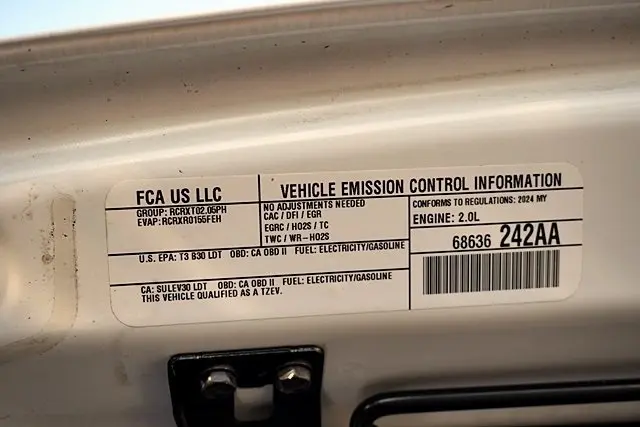 FCA US LLC
GROUP: RCRXT02.05PH
EVAP: RCRXR0155FEH
VEHICLE EMISSION CONTROL INFORMATION
NO ADJUSTMENTS NEEDED
CAC / DFI / EGR
EGRC / HO2S / TC
TWC / WR-HO2S
CONFORMS TO REGULATIONS: 2024 MY
ENGINE: 2.0L
68636 242AA
U.S. EPA: T3 B30 LDT OBD: CA OBD II FUEL: ELECTRICITY/GASOLINE
CA: SULEV30 LDT OBD: CA OBD II FUEL: ELECTRICITY/GASOLINE
THIS VEHICLE QUALIFIED AS A TZEV.